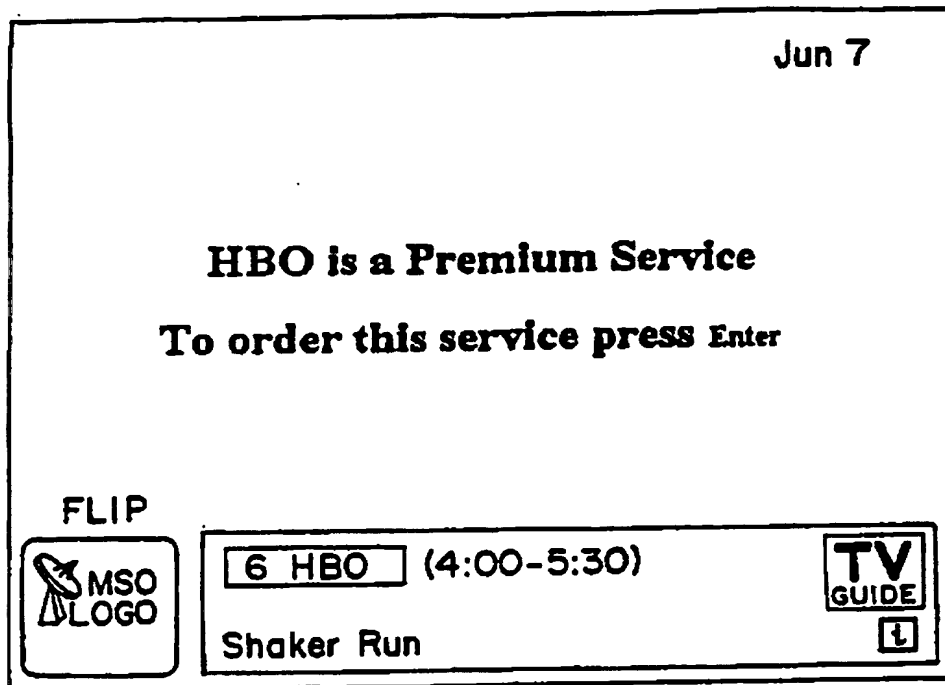 Jun 7
HBO is a Premium Service
To order this service press Enter
FLIP
MSO
LOGO
6 HBO (4:00-5:30)
TV
GUIDE
Shaker Run
i